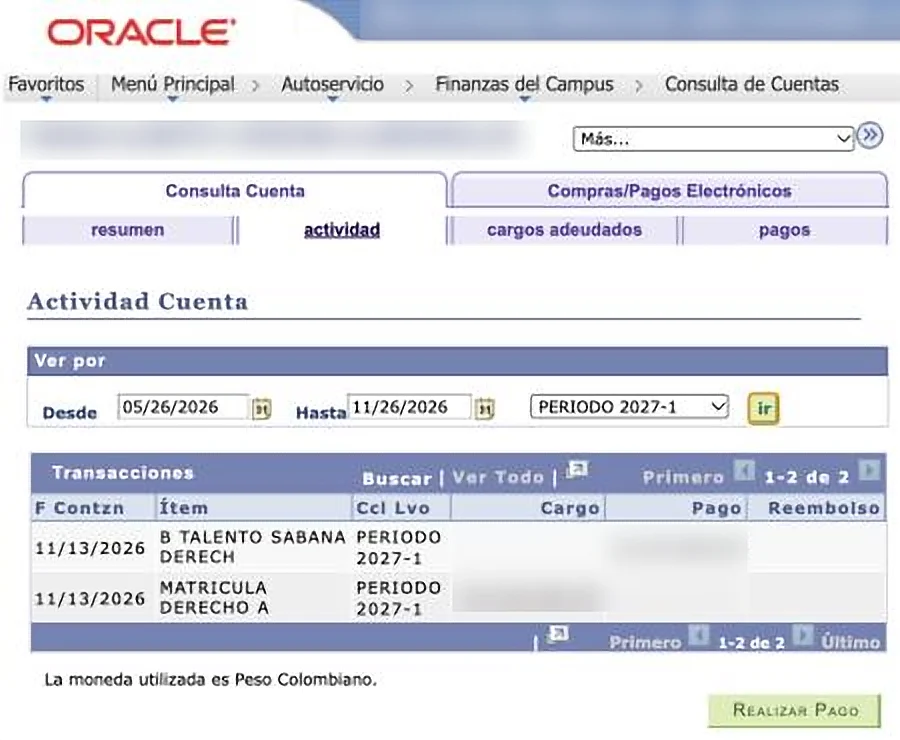 ORACLE'
Favoritos Menú Principal > Autoservicio > Finanzas del Campus > Consulta de Cuentas
Más...
Consulta Cuenta Compras/Pagos Electrónicos
resumen actividad cargos adeudados pagos
Actividad Cuenta
Ver por
Desde 05/26/2026 31 Hasta 11/26/2026 31 PERIODO 2027-1 ir
Transacciones Buscar | Ver Todo | Primero 1-2 de 2
F Contzn Ítem Ccl Lvo Cargo Pago Reembolso
11/13/2026 B TALENTO SABANA DERECH PERIODO 2027-1
11/13/2026 MATRICULA DERECHO A PERIODO 2027-1
| Primero 1-2 de 2 Último
La moneda utilizada es Peso Colombiano.
REALIZAR PAGO